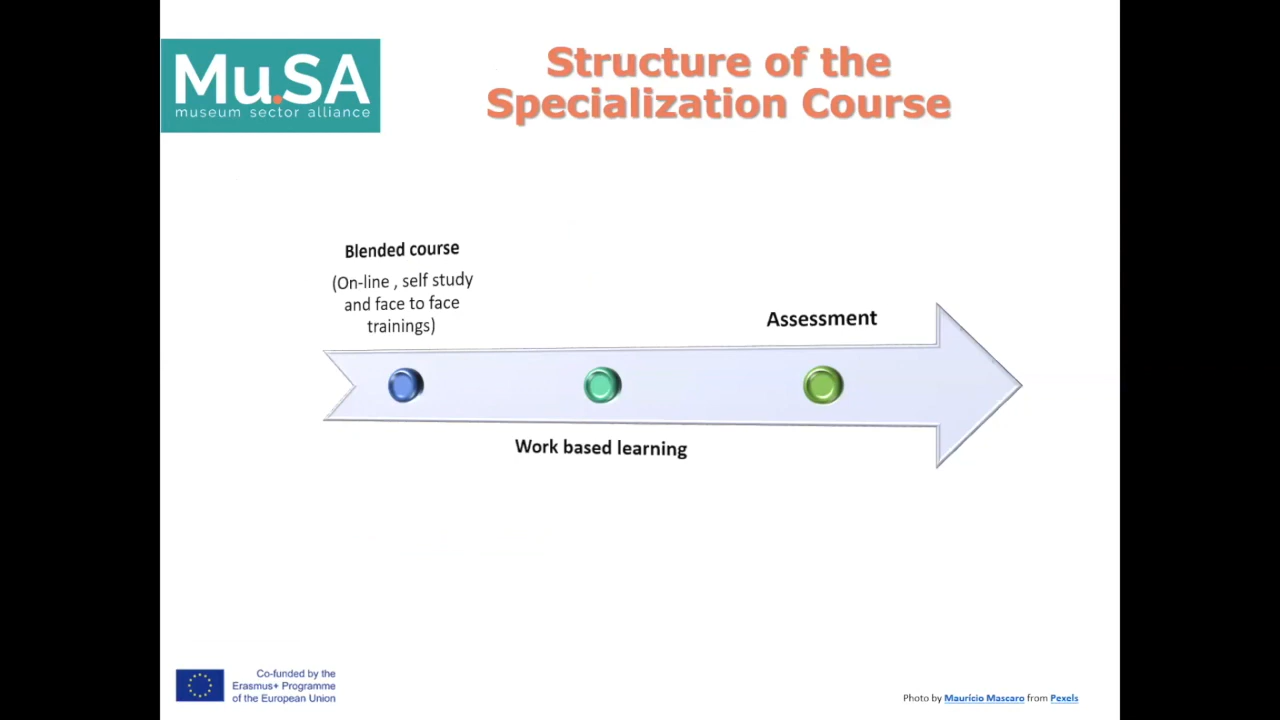 Mu.SA
museum sector alliance
Structure of the
Specialization Course
Blended course
(On-line , self study
and face to face
trainings)
Assessment
Work based learning
Co-funded by the
Erasmus+ Programme
of the European Union
Photo by Maurício Mascaro from Pexels